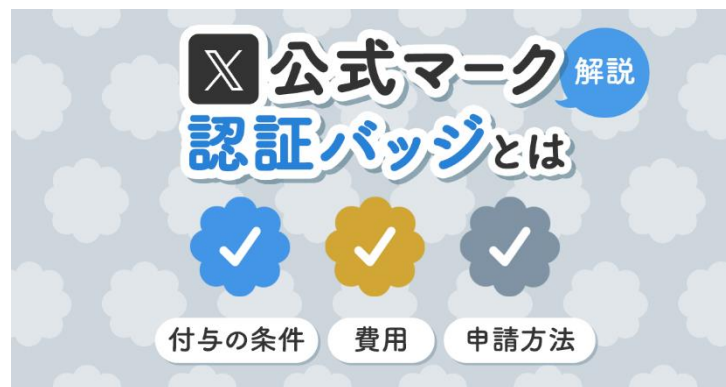 X 公式マーク
解説
認証バッジとは
付与の条件
費用
申請方法